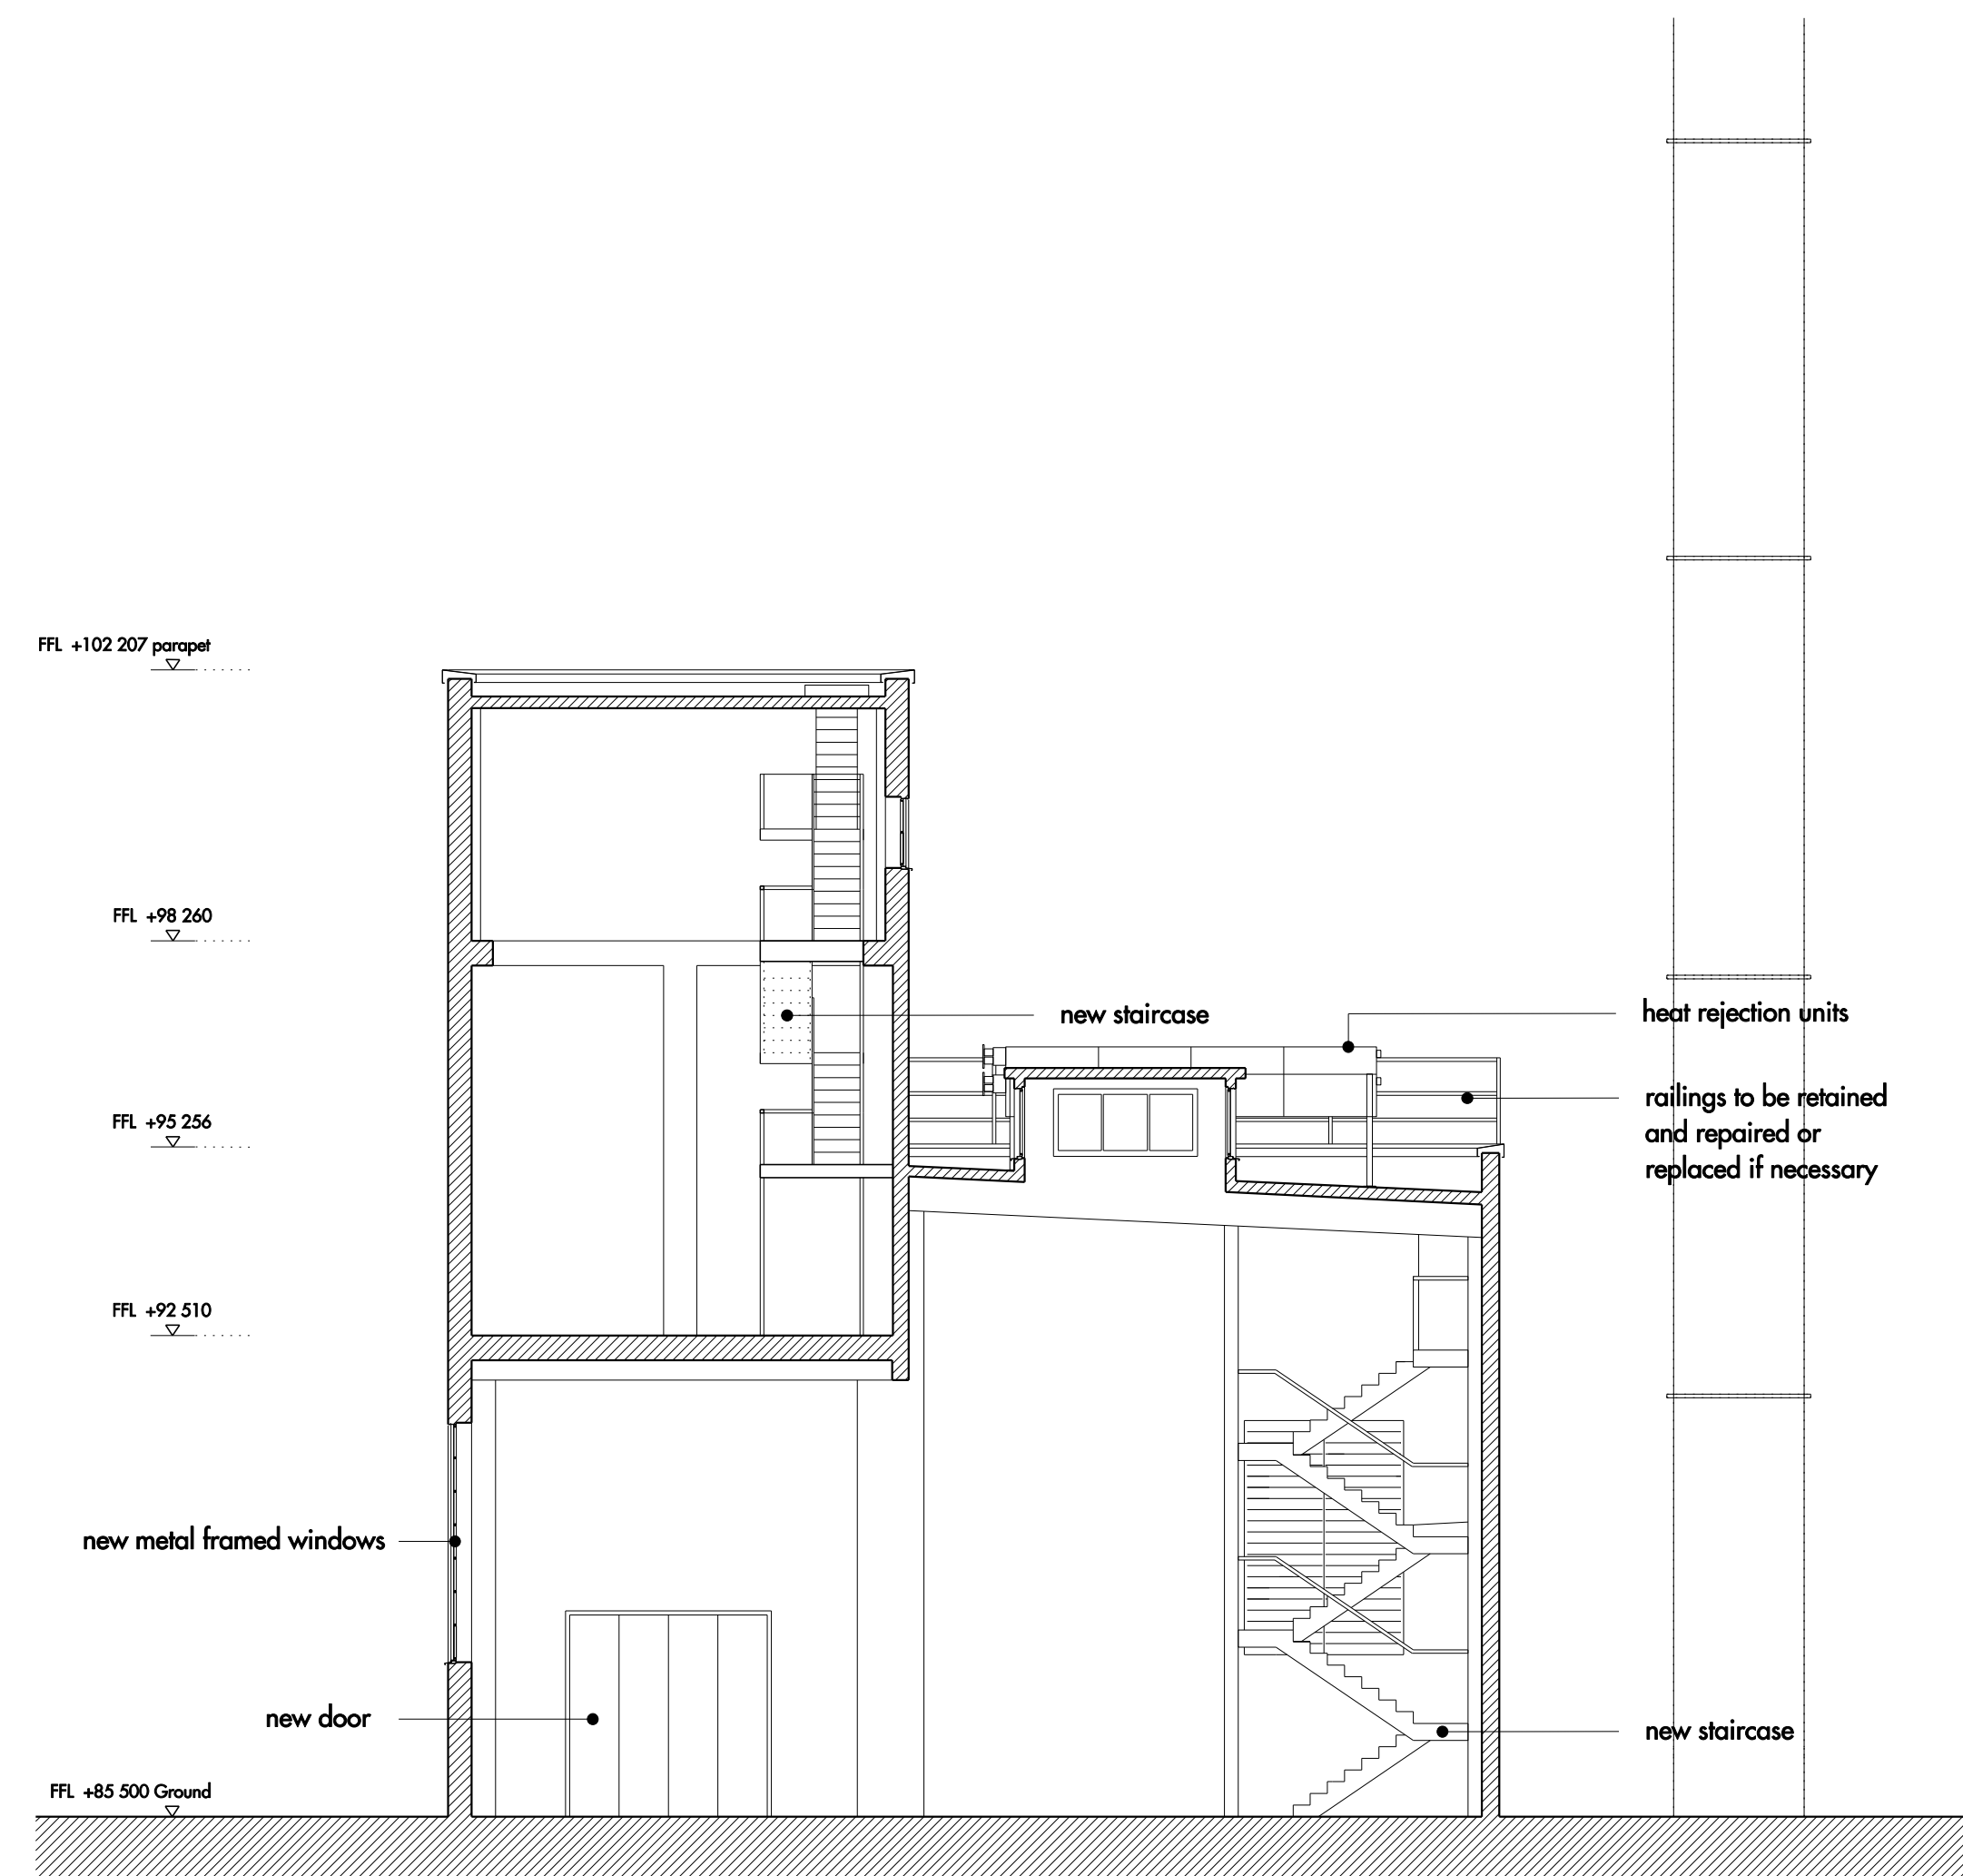 FFL +102 207 parapet
FFL +98 260
new staircase
heat rejection units
railings to be retained
and repaired or
replaced if necessary
FFL +95 256
FFL +92 510
new metal framed windows
new door
new staircase
FFL +85 500 Ground